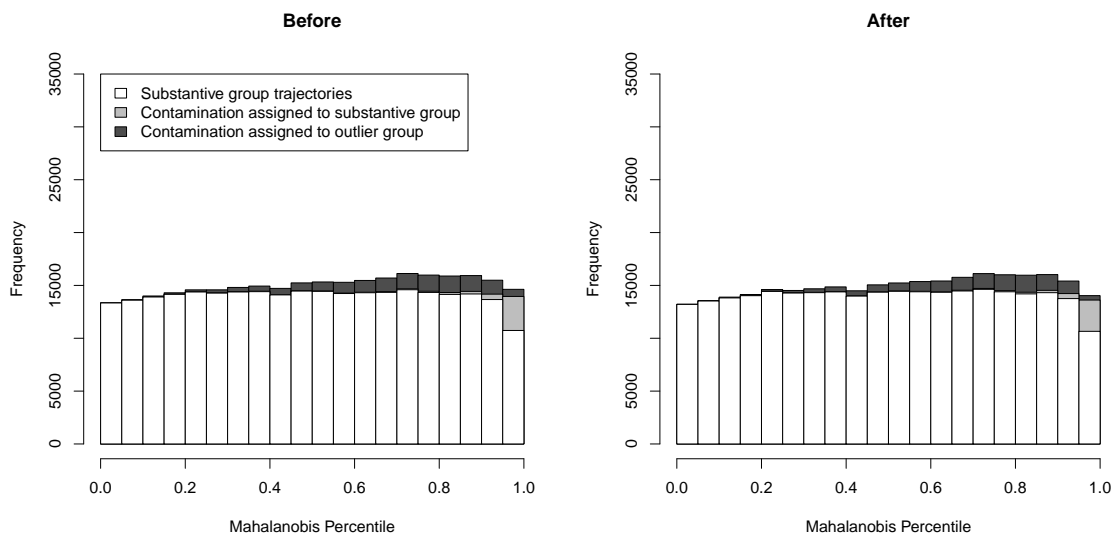 Before
Frequency
0
5000
15000
25000
35000
Substantive group trajectories
Contamination assigned to substantive group
Contamination assigned to outlier group
0.0 0.2 0.4 0.6 0.8 1.0
Mahalanobis Percentile
After
Frequency
0
5000
15000
25000
35000
0.0 0.2 0.4 0.6 0.8 1.0
Mahalanobis Percentile